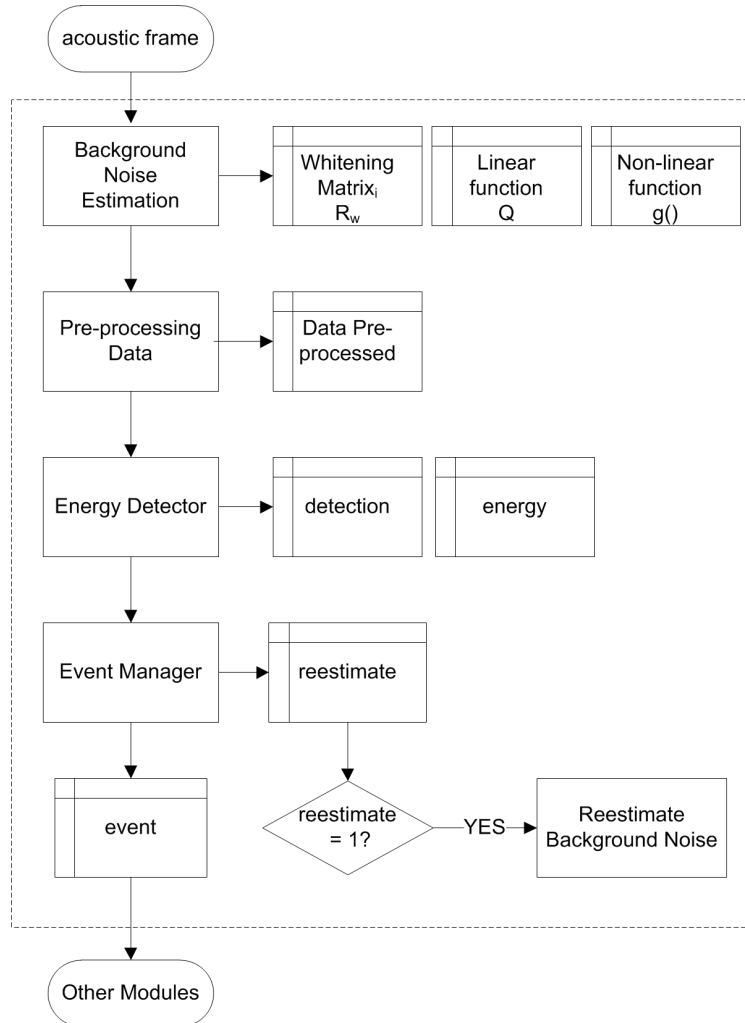 acoustic frame
Background
Noise
Estimation
Whitening
Matrixᵢ
R_w
Linear
function
Q
Non-linear
function
g()
Pre-processing
Data
Data Pre-
processed
Energy Detector
detection
energy
Event Manager
reestimate
event
reestimate
= 1?
YES
Reestimate
Background Noise
Other Modules